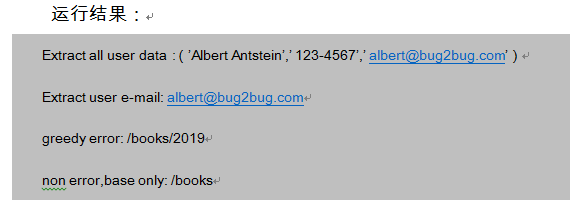 运行结果：
Extract all user data : ( 'Albert Antstein',' 123-4567',' albert@bug2bug.com' )
Extract user e-mail: albert@bug2bug.com
greedy error: /books/2019
non error,base only: /books